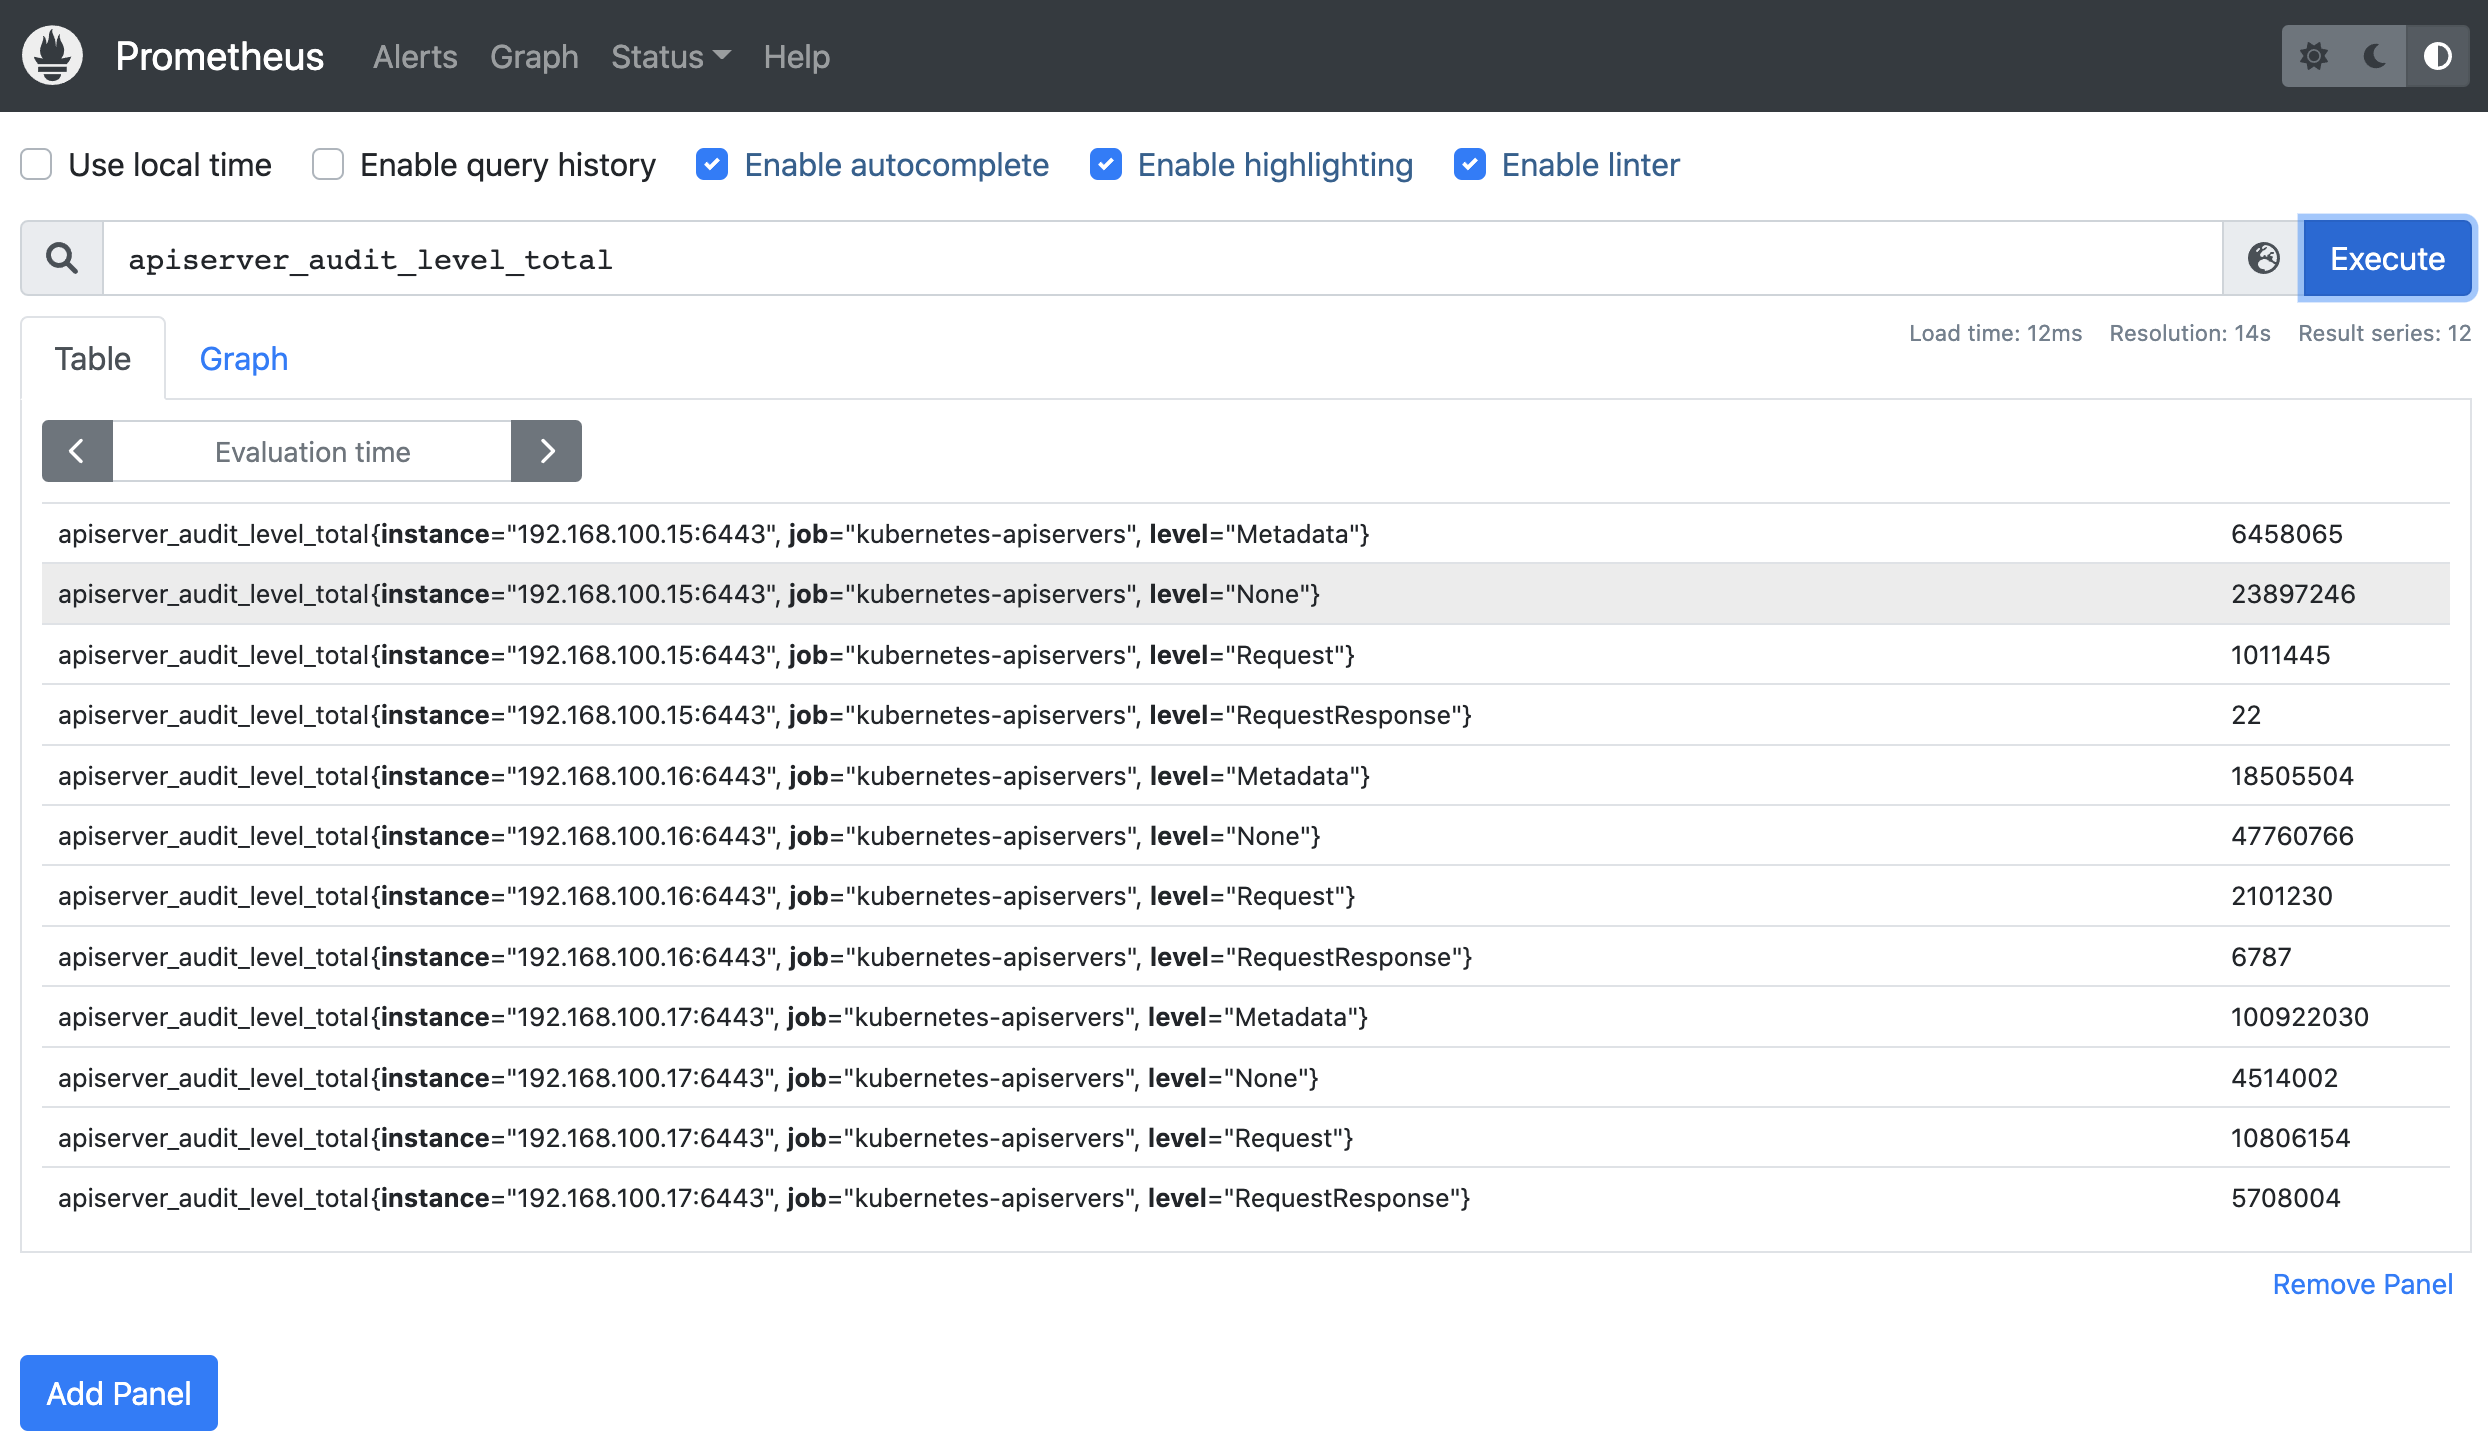 Prometheus Alerts Graph Status Help
Use local time Enable query history Enable autocomplete Enable highlighting Enable linter
apiserver_audit_level_total Execute
Table Graph Load time: 12ms Resolution: 14s Result series: 12
Evaluation time
apiserver_audit_level_total{instance="192.168.100.15:6443", job="kubernetes-apiservers", level="Metadata"} 6458065
apiserver_audit_level_total{instance="192.168.100.15:6443", job="kubernetes-apiservers", level="None"} 23897246
apiserver_audit_level_total{instance="192.168.100.15:6443", job="kubernetes-apiservers", level="Request"} 1011445
apiserver_audit_level_total{instance="192.168.100.15:6443", job="kubernetes-apiservers", level="RequestResponse"} 22
apiserver_audit_level_total{instance="192.168.100.16:6443", job="kubernetes-apiservers", level="Metadata"} 18505504
apiserver_audit_level_total{instance="192.168.100.16:6443", job="kubernetes-apiservers", level="None"} 47760766
apiserver_audit_level_total{instance="192.168.100.16:6443", job="kubernetes-apiservers", level="Request"} 2101230
apiserver_audit_level_total{instance="192.168.100.16:6443", job="kubernetes-apiservers", level="RequestResponse"} 6787
apiserver_audit_level_total{instance="192.168.100.17:6443", job="kubernetes-apiservers", level="Metadata"} 100922030
apiserver_audit_level_total{instance="192.168.100.17:6443", job="kubernetes-apiservers", level="None"} 4514002
apiserver_audit_level_total{instance="192.168.100.17:6443", job="kubernetes-apiservers", level="Request"} 10806154
apiserver_audit_level_total{instance="192.168.100.17:6443", job="kubernetes-apiservers", level="RequestResponse"} 5708004
Remove Panel
Add Panel